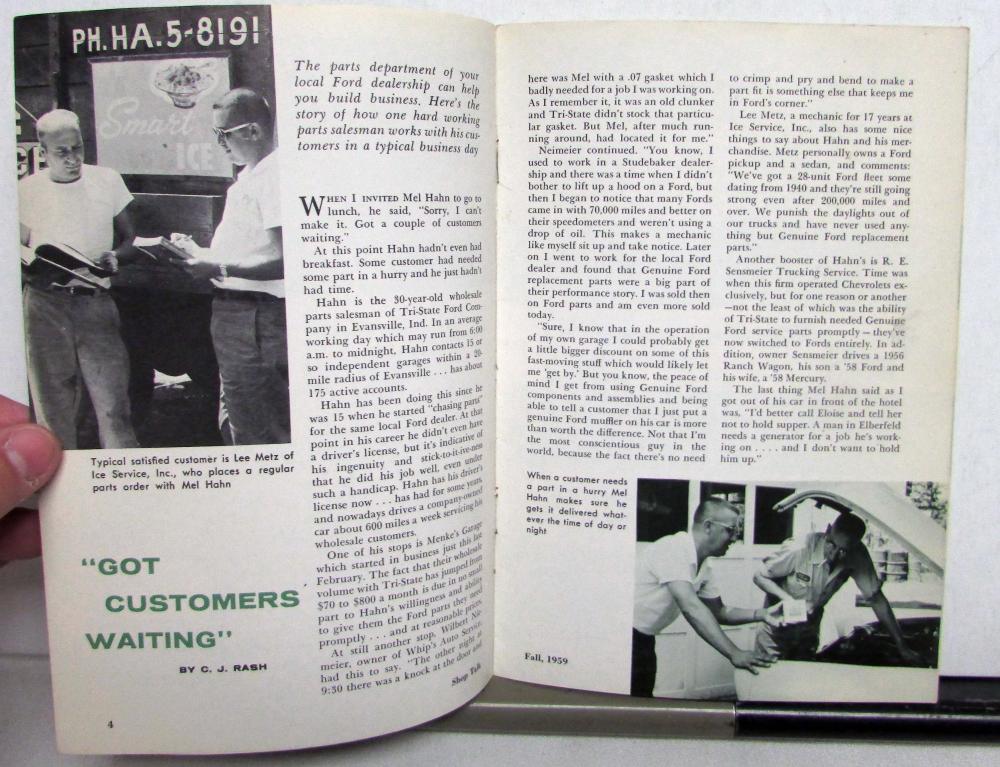 PH. HA. 5-8191
Smart
ICE
Typical satisfied customer is Lee Metz of
Ice Service, Inc., who places a regular
parts order with Mel Hahn
"GOT
CUSTOMERS
WAITING"
BY C. J. RASH
4
The parts department of your
local Ford dealership can help
you build business. Here's the
story of how one hard working
parts salesman works with his cus-
tomers in a typical business day
WHEN I INVITED Mel Hahn to go to
lunch, he said, "Sorry, I can't
make it. Got a couple of customers
waiting."
At this point Hahn hadn't even had
breakfast. Some customer had needed
some part in a hurry and he just hadn't
had time.
Hahn is the 30-year-old wholesale
parts salesman of Tri-State Ford Com-
pany in Evansville, Ind. In an average
working day which may run from 6:00
a.m. to midnight, Hahn contacts 15 or
so independent garages within a 20-
mile radius of Evansville . . . has about
175 active accounts.
Hahn has been doing this since he
was 15 when he started "chasing parts"
for the same local Ford dealer. At that
point in his career he didn't even have
a driver's license, but it's indicative of
his ingenuity and stick-to-it-ive-ness
that he did his job well, even under
such a handicap. Hahn has his driver's
license now . . . has had for some years,
and nowadays drives a company-owned
car about 600 miles a week servicing his
wholesale customers.
One of his stops is Menke's Garage
which started in business just this last
February. The fact that their wholesale
volume with Tri-State has jumped from
$70 to $800 a month is due in no small
part to Hahn's willingness and ability
to give them the Ford parts they need
promptly . . . and at reasonable prices.
At still another stop, Wilbert Nie-
meier, owner of Whip's Auto Service,
had this to say. "The other night at
9:30 there was a knock at the door and
Shop Talk
here was Mel with a .07 gasket which I
badly needed for a job I was working on.
As I remember it, it was an old clunker
and Tri-State didn't stock that particu-
lar gasket. But Mel, after much run-
ning around, had located it for me."
Neimeier continued. "You know, I
used to work in a Studebaker dealer-
ship and there was a time when I didn't
bother to lift up a hood on a Ford, but
then I began to notice that many Fords
came in with 70,000 miles and better on
their speedometers and weren't using a
drop of oil. This makes a mechanic
like myself sit up and take notice. Later
on I went to work for the local Ford
dealer and found that Genuine Ford
replacement parts were a big part of
their performance story. I was sold then
on Ford parts and am even more sold
today.
"Sure, I know that in the operation
of my own garage I could probably get
a little bigger discount on some of this
fast-moving stuff which would likely let
me 'get by.' But you know, the peace of
mind I get from using Genuine Ford
components and assemblies and being
able to tell a customer that I just put a
genuine Ford muffler on his car is more
than worth the difference. Not that I'm
the most conscientious guy in the
world, because the fact there's no need
to crimp and pry and bend to make a
part fit is something else that keeps me
in Ford's corner."
Lee Metz, a mechanic for 17 years at
Ice Service, Inc., also has some nice
things to say about Hahn and his mer-
chandise. Metz personally owns a Ford
pickup and a sedan, and comments:
"We've got a 28-unit Ford fleet some
dating from 1940 and they're still going
strong even after 200,000 miles and
over. We punish the daylights out of
our trucks and have never used any-
thing but Genuine Ford replacement
parts."
Another booster of Hahn's is R. E.
Sensmeier Trucking Service. Time was
when this firm operated Chevrolets ex-
clusively, but for one reason or another
—not the least of which was the ability
of Tri-State to furnish needed Genuine
Ford service parts promptly — they've
now switched to Fords entirely. In ad-
dition, owner Sensmeier drives a 1956
Ranch Wagon, his son a '58 Ford and
his wife, a '58 Mercury.
The last thing Mel Hahn said as I
got out of his car in front of the hotel
was, "I'd better call Eloise and tell her
not to hold supper. A man in Elberfeld
needs a generator for a job he's work-
ing on . . . . and I don't want to hold
him up."
When a customer needs
a part in a hurry Mel
Hahn makes sure he
gets it delivered what-
ever the time of day or
night
Fall, 1959